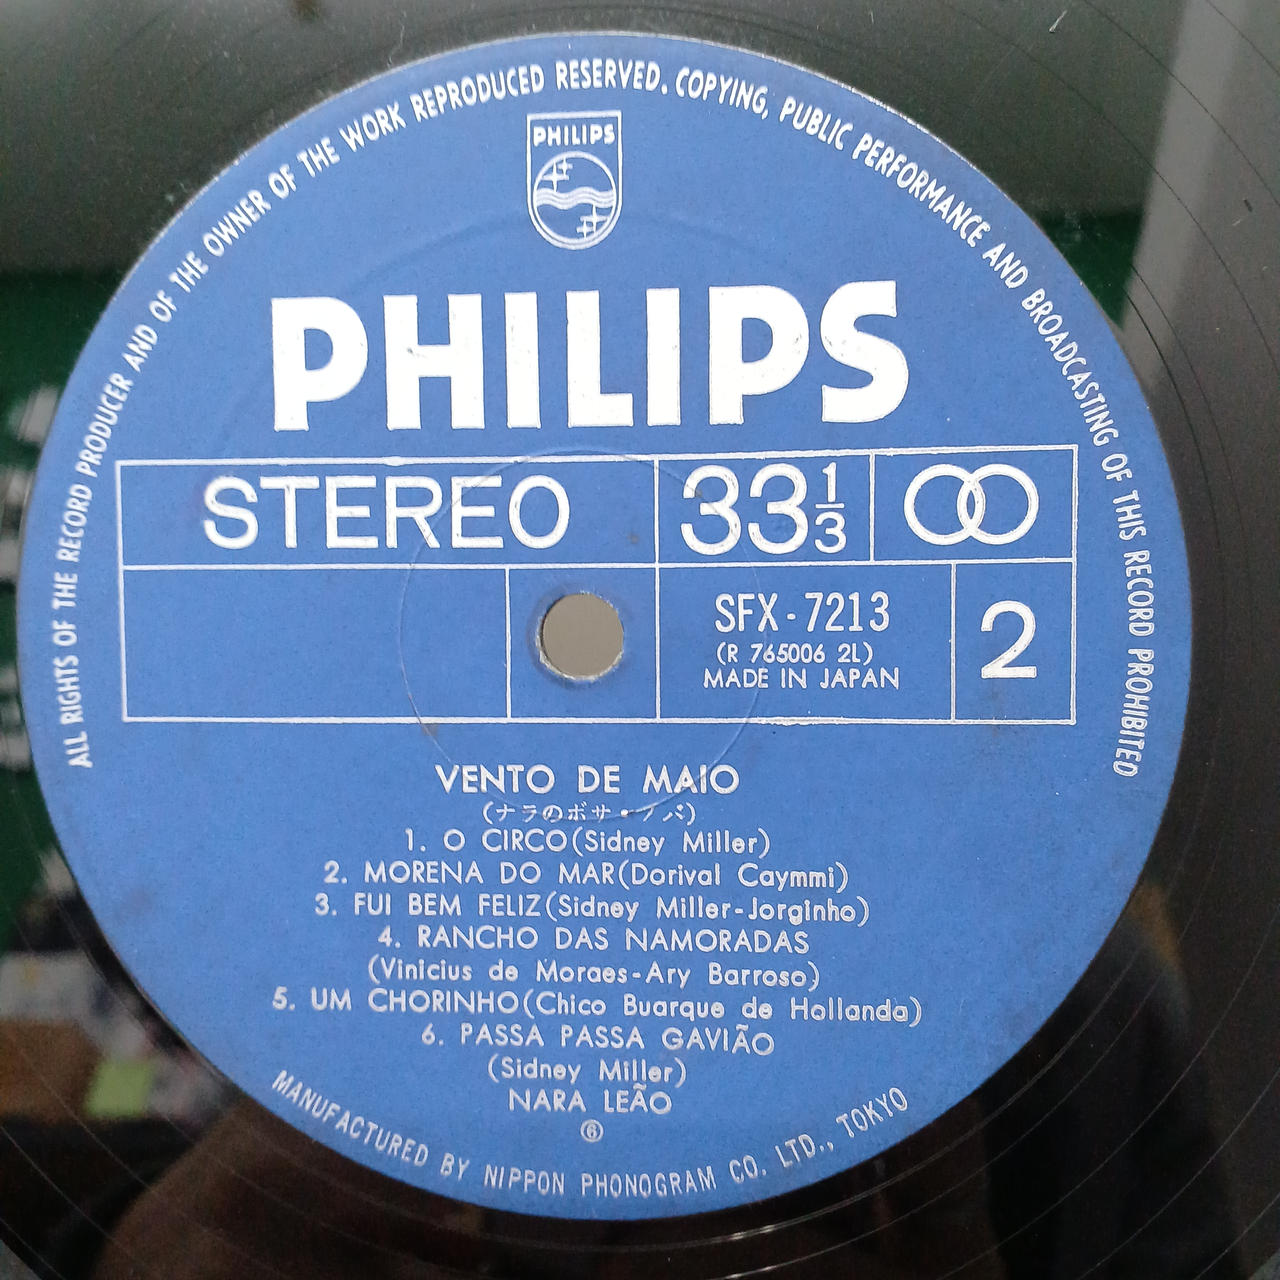 ALL RIGHTS OF THE RECORD PRODUCER AND OF THE OWNER OF THE WORK REPRODUCED RESERVED. COPYING, PUBLIC PERFORMANCE AND BROADCASTING OF THIS RECORD PROHIBITED
PHILIPS
PHILIPS
STEREO 33 1/3
SFX-7213
(R 765006 2L)
MADE IN JAPAN
2
VENTO DE MAIO
(ナラのボサ・ノバ)
1. O CIRCO(Sidney Miller)
2. MORENA DO MAR(Dorival Caymmi)
3. FUI BEM FELIZ(Sidney Miller-Jorginho)
4. RANCHO DAS NAMORADAS
(Vinicius de Moraes-Ary Barroso)
5. UM CHORINHO(Chico Buarque de Hollanda)
6. PASSA PASSA GAVIÃO
(Sidney Miller)
NARA LEÃO
⑥
MANUFACTURED BY NIPPON PHONOGRAM CO. LTD., TOKYO